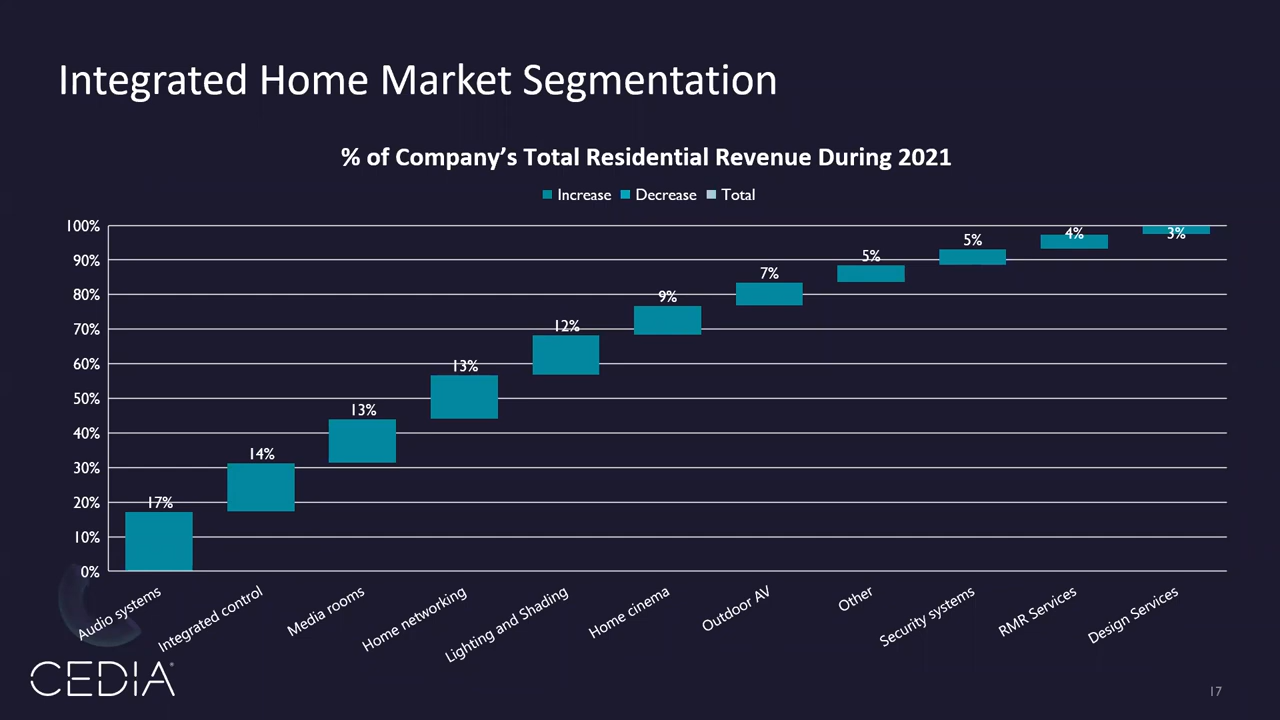 Integrated Home Market Segmentation
% of Company’s Total Residential Revenue During 2021
Increase Decrease Total
100%
90%
80%
70%
60%
50%
40%
30%
20%
10%
0%
17%
14%
13%
13%
12%
9%
7%
5%
5%
4%
3%
Audio systems
Integrated control
Media rooms
Home networking
Lighting and Shading
Home cinema
Outdoor AV
Other
Security systems
RMR Services
Design Services
CEDIA®
17